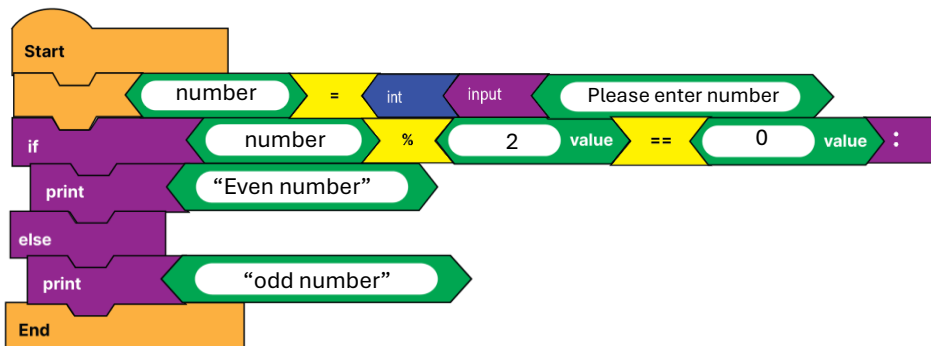 Start
number = int input Please enter number
if number % 2 value == 0 value :
print “Even number”
else
print “odd number”
End